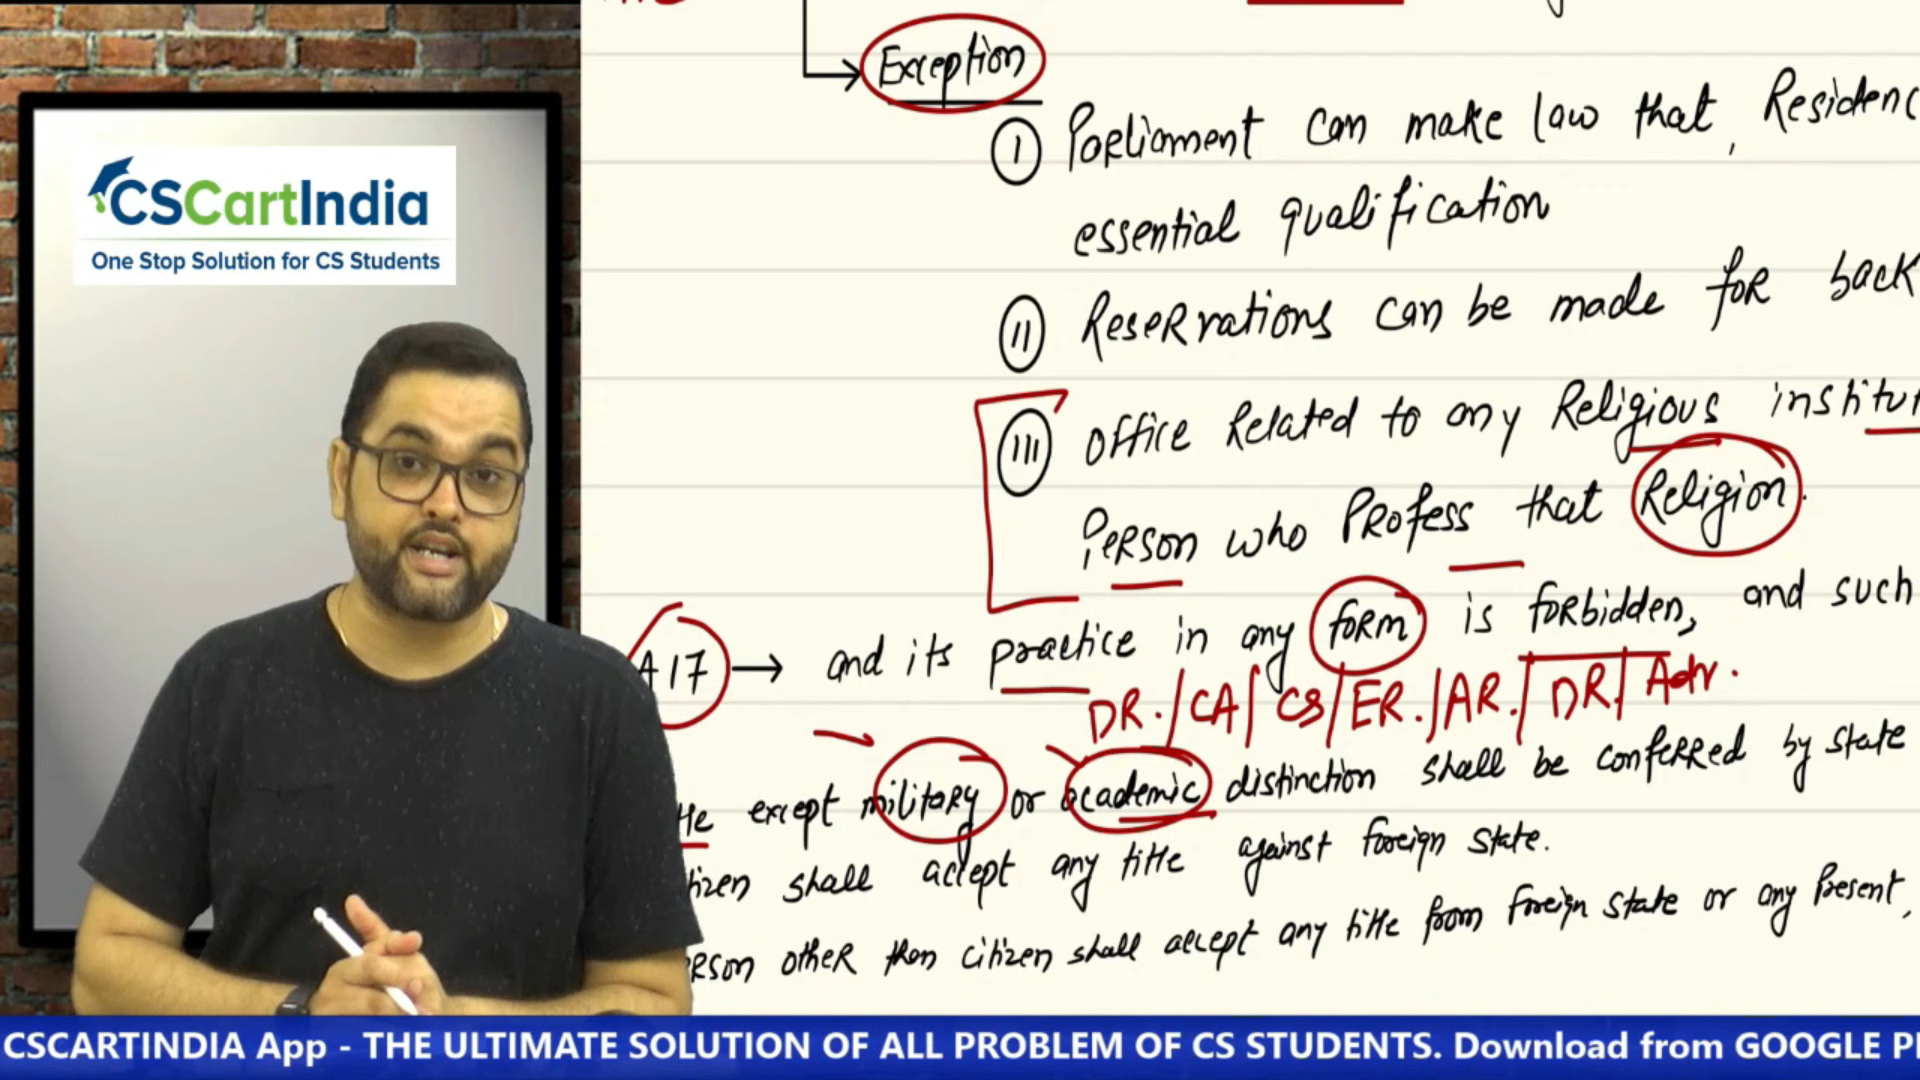 Exception
CSCartIndia
One Stop Solution for CS Students
I Parliament can make law that, Residenc
essential qualification
II Reservations can be made for back
III office Related to any Religious institut
Person who Profess that Religion.
A 17 → and its practice in any form is forbidden, and such
DR. / CA / CS / ER. / AR. / DR. / Adv.
tle except military or academic distinction shall be conferred by state
tizen shall accept any title against foreign state.
erson other then citizen shall accept any title from foreign state or any Present,
CSCARTINDIA App - THE ULTIMATE SOLUTION OF ALL PROBLEM OF CS STUDENTS. Download from GOOGLE Pl